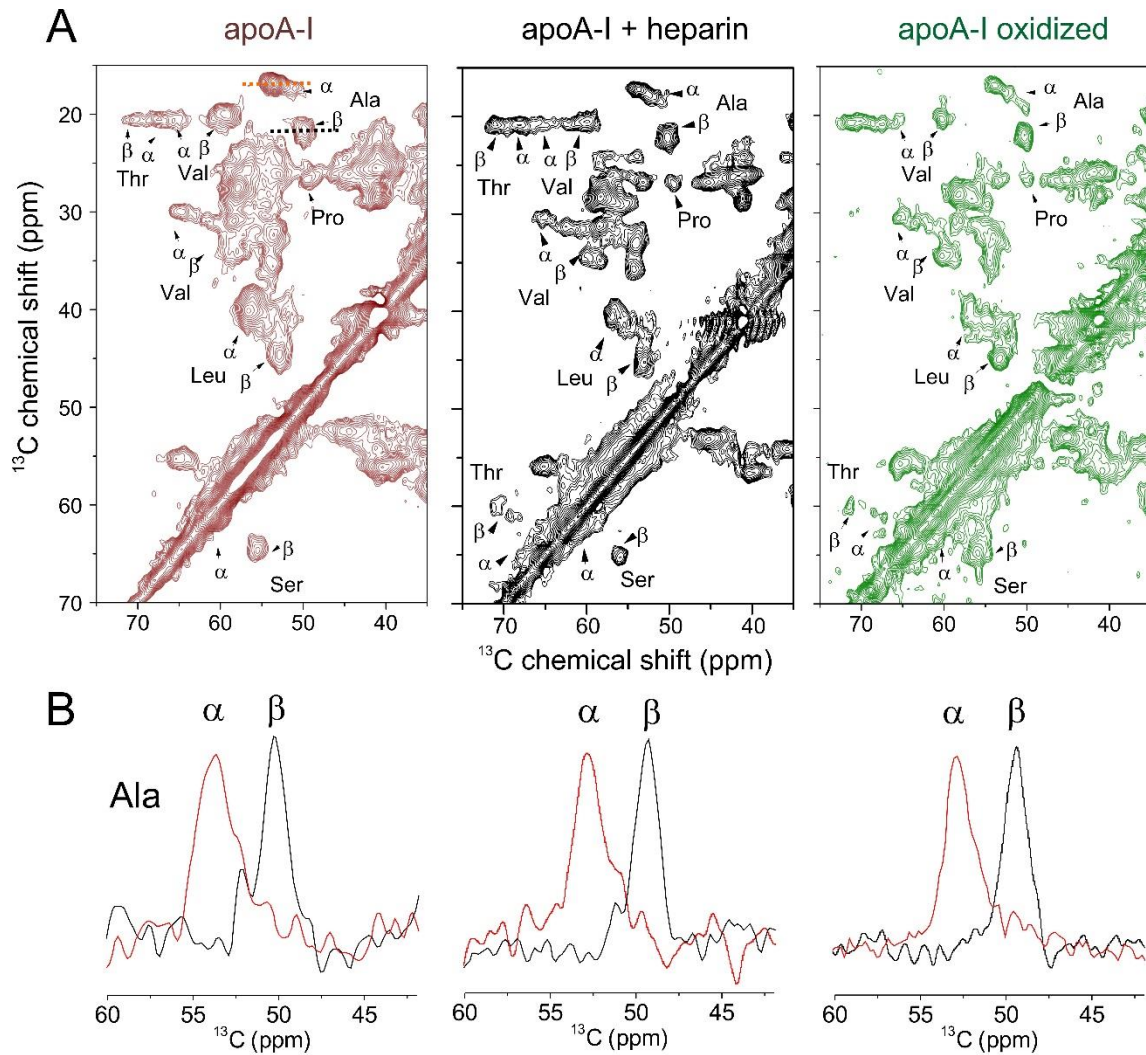 A
apoA-I
apoA-I + heparin
apoA-I oxidized
¹³C chemical shift (ppm)
20
30
40
50
60
70
α
Ala
β
β
α
α
β
Thr
Val
Pro
α
β
Val
α
Leu
β
α
β
Ser
70
60
50
40
α
Ala
β
β
α
α
β
Thr
Val
Pro
α
β
Val
α
Leu
β
Thr
β
α
α
β
Ser
70
60
50
40
α
Ala
β
α
β
Val
Pro
α
β
Val
α
Leu
β
Thr
β
α
α
β
Ser
70
60
50
40
¹³C chemical shift (ppm)
B
Ala
α
β
60
55
50
45
¹³C (ppm)
α
β
60
55
50
45
¹³C (ppm)
α
β
60
55
50
45
¹³C (ppm)